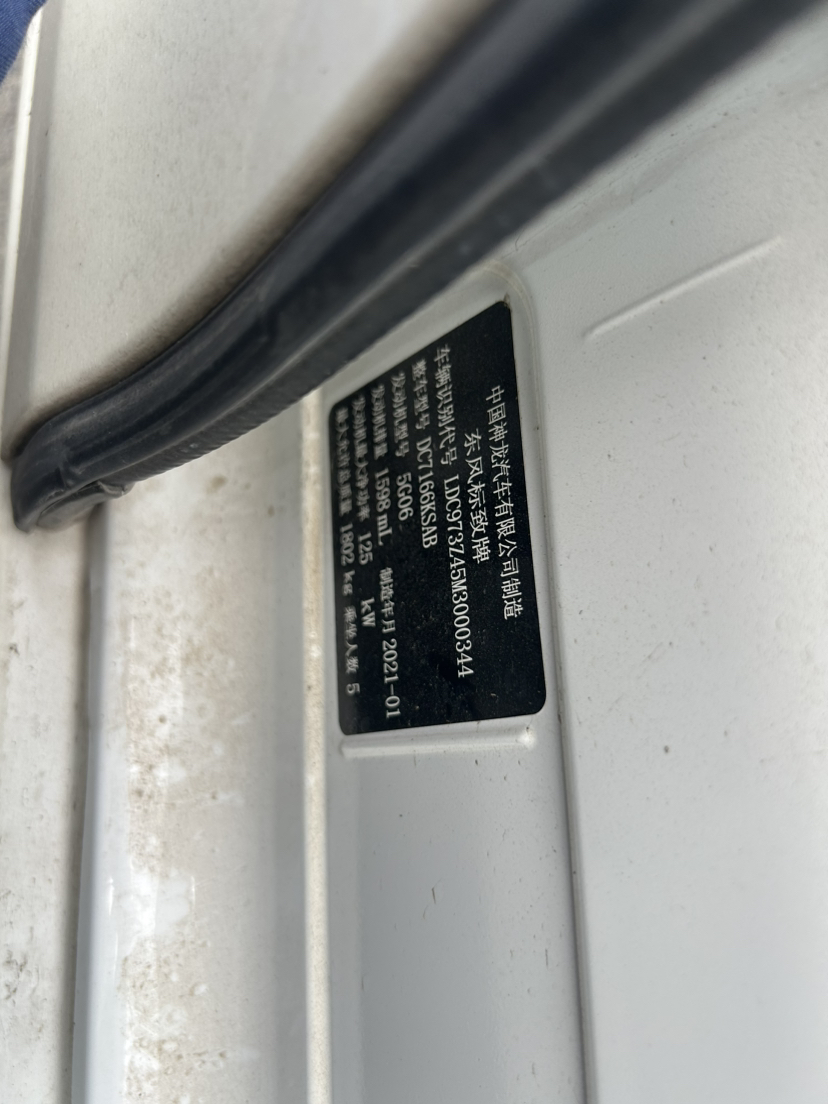 中国神龙汽车有限公司制造
东风标致牌
车辆识别代号 LDC973Z45M3000344
整车型号 DC7166KSAB
发动机型号 5G06
发动机排量 1598 mL 制造年月 2021-01
发动机最大净功率 125 kW
最大允许总质量 1802 kg 乘坐人数 5